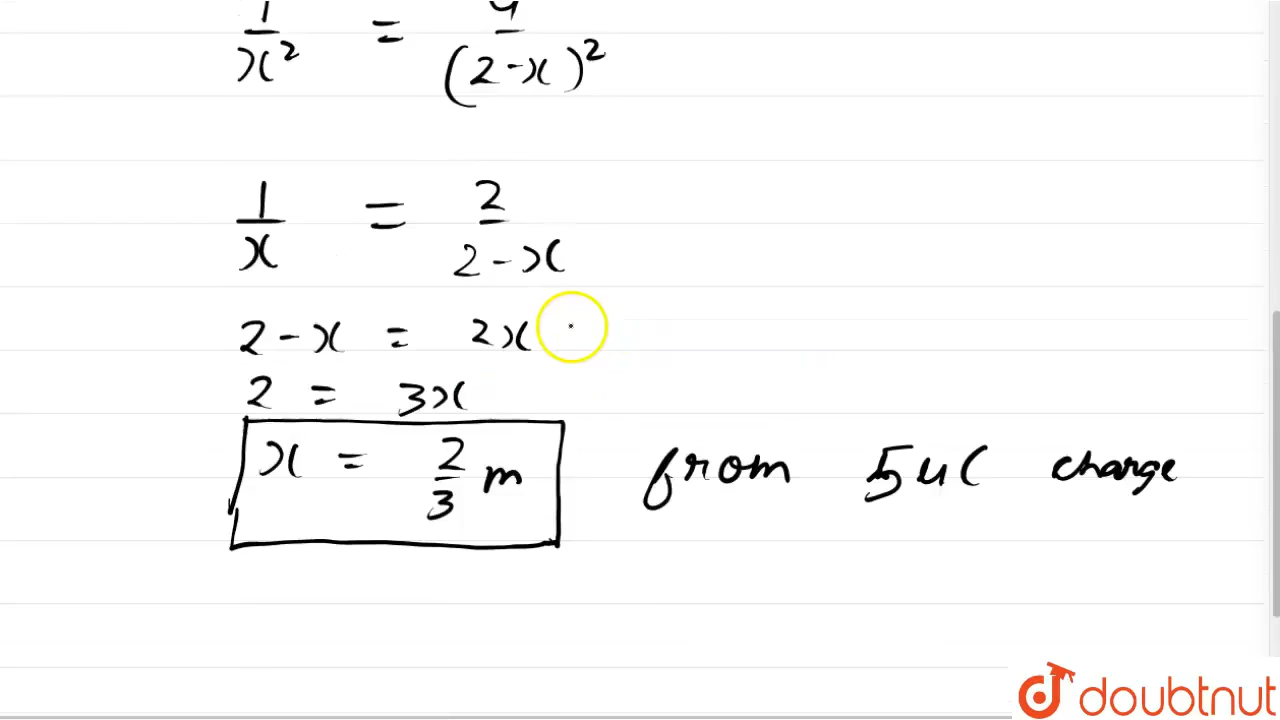 1/x² = 4/(2-x)²
1/x = 2/2-x
2-x = 2x
2 = 3x
x = 2/3 m from 5uC charge
doubtnut